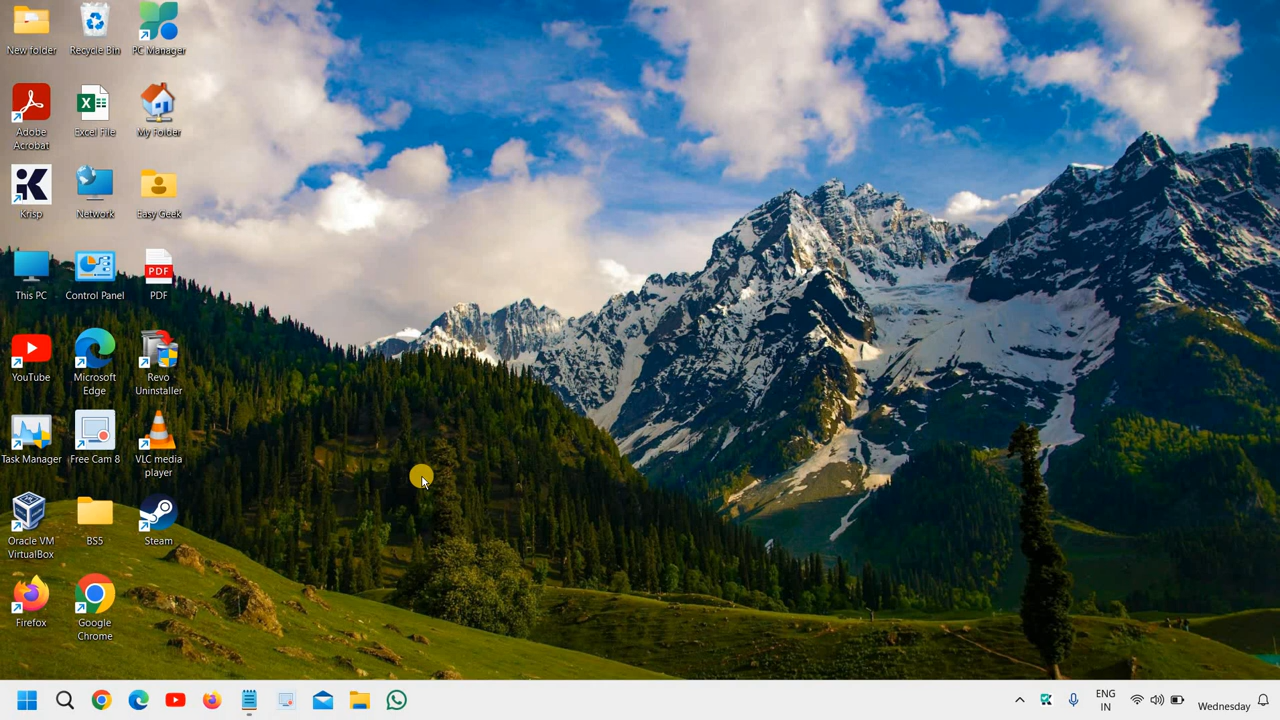 New folder
Recycle Bin
PC Manager
Adobe
Acrobat
Excel File
My Folder
Krisp
Network
Easy Geek
This PC
Control Panel
PDF
PDF
YouTube
Microsoft
Edge
Revo
Uninstaller
Task Manager
Free Cam 8
VLC media
player
Oracle VM
VirtualBox
BS5
Steam
Firefox
Google
Chrome
ENG
IN
Wednesday